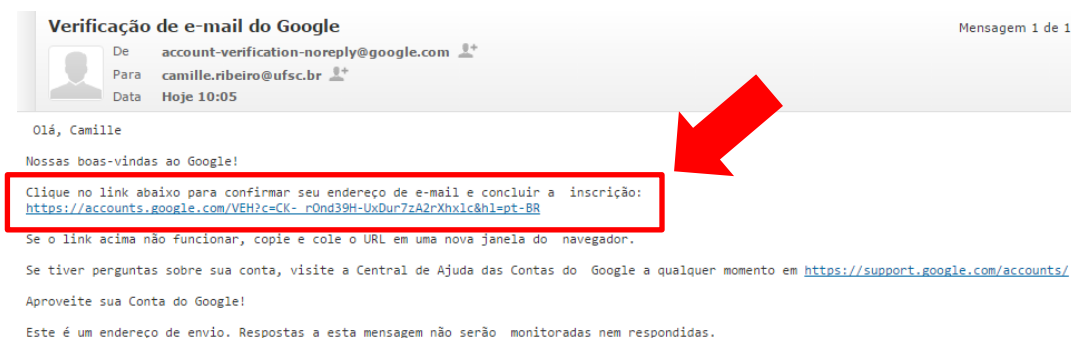 Verificação de e-mail do Google
Mensagem 1 de 1
De account-verification-noreply@google.com
Para camille.ribeiro@ufsc.br
Data Hoje 10:05
Olá, Camille
Nossas boas-vindas ao Google!
Clique no link abaixo para confirmar seu endereço de e-mail e concluir a inscrição:
https://accounts.google.com/VEH?c=CK-_rOnd39H-UxDur7zA2rXhxlc&hl=pt-BR
Se o link acima não funcionar, copie e cole o URL em uma nova janela do navegador.
Se tiver perguntas sobre sua conta, visite a Central de Ajuda das Contas do Google a qualquer momento em https://support.google.com/accounts/
Aproveite sua Conta do Google!
Este é um endereço de envio. Respostas a esta mensagem não serão monitoradas nem respondidas.